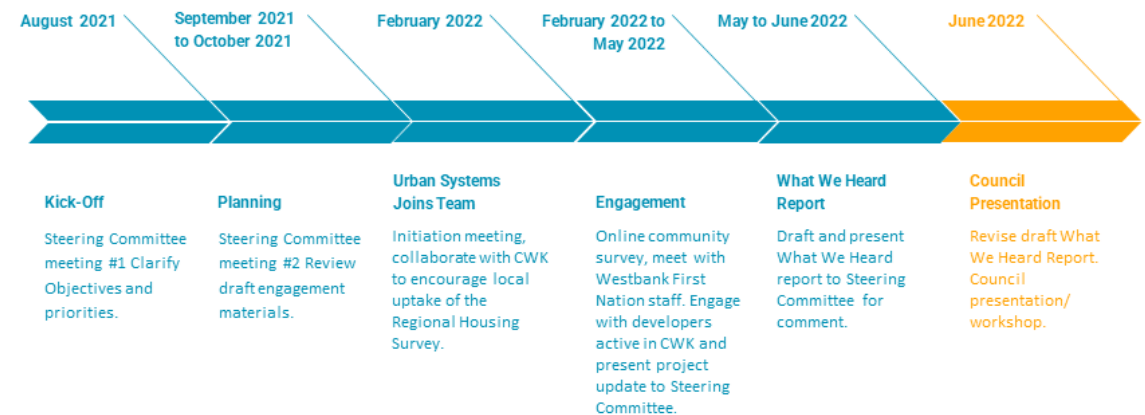 August 2021
September 2021
to October 2021
February 2022
February 2022 to
May 2022
May to June 2022
June 2022
Kick-Off
Steering Committee
meeting #1 Clarify
Objectives and
priorities.
Planning
Steering Committee
meeting #2 Review
draft engagement
materials.
Urban Systems
Joins Team
Initiation meeting,
collaborate with CWK
to encourage local
uptake of the
Regional Housing
Survey.
Engagement
Online community
survey, meet with
Westbank First
Nation staff. Engage
with developers
active in CWK and
present project
update to Steering
Committee.
What We Heard
Report
Draft and present
What We Heard
report to Steering
Committee for
comment.
Council
Presentation
Revise draft What
We Heard Report.
Council
presentation/
workshop.